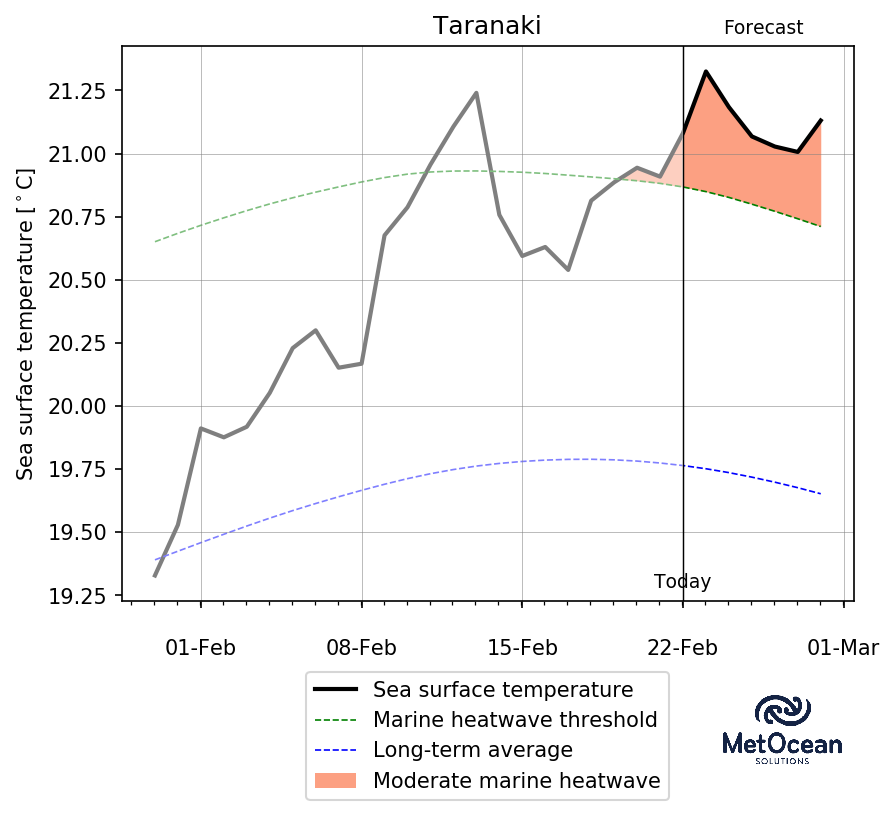 Taranaki
Forecast
Sea surface temperature [°C]
21.25
21.00
20.75
20.50
20.25
20.00
19.75
19.50
19.25
Today
01-Feb
08-Feb
15-Feb
22-Feb
01-Mar
Sea surface temperature
Marine heatwave threshold
Long-term average
Moderate marine heatwave
MetOcean
SOLUTIONS